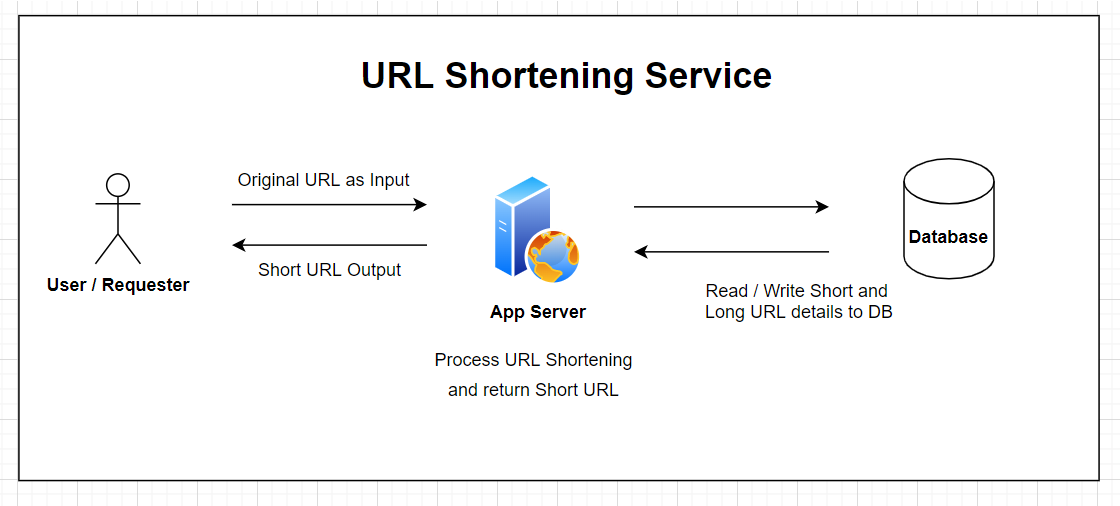 URL Shortening Service
Original URL as Input
Short URL Output
User / Requester
App Server
Process URL Shortening
and return Short URL
Database
Read / Write Short and
Long URL details to DB